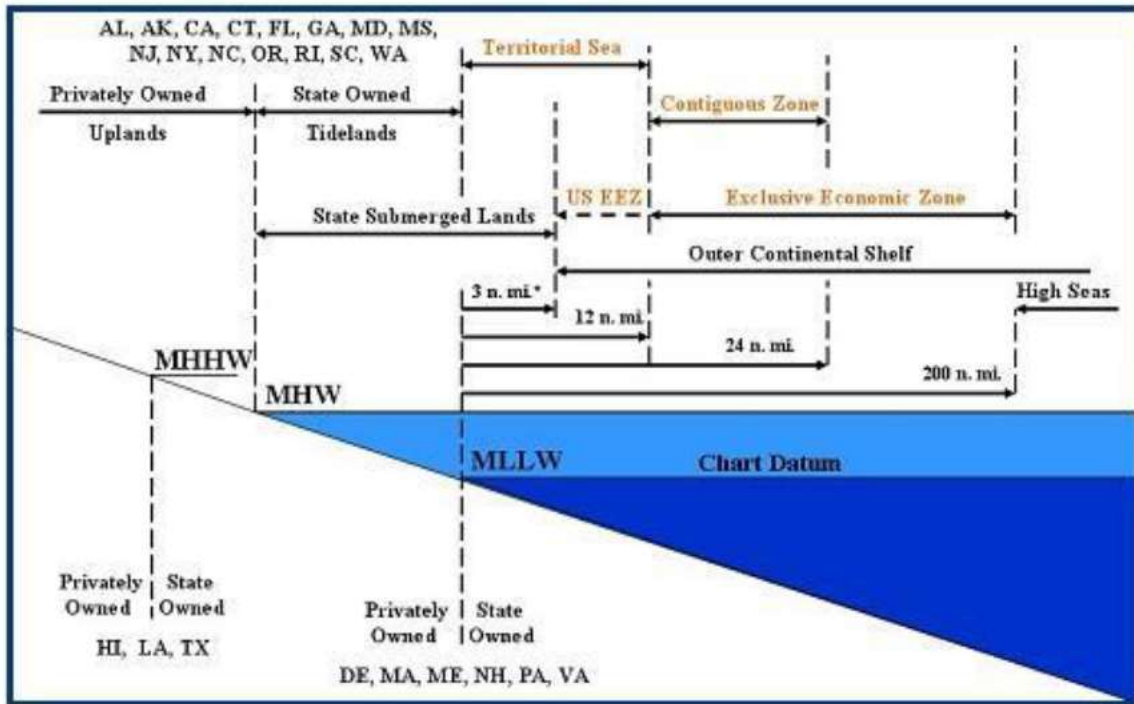 AL, AK, CA, CT, FL, GA, MD, MS,
NJ, NY, NC, OR, RI, SC, WA
Territorial Sea
Privately Owned
State Owned
Contiguous Zone
Uplands
Tidelands
US EEZ
Exclusive Economic Zone
State Submerged Lands
Outer Continental Shelf
3 n. mi.*
High Seas
12 n. mi.
24 n. mi.
MHHW
200 n. mi.
MHW
MLLW
Chart Datum
Privately
Owned
State
Owned
HI, LA, TX
Privately
Owned
State
Owned
DE, MA, ME, NH, PA, VA